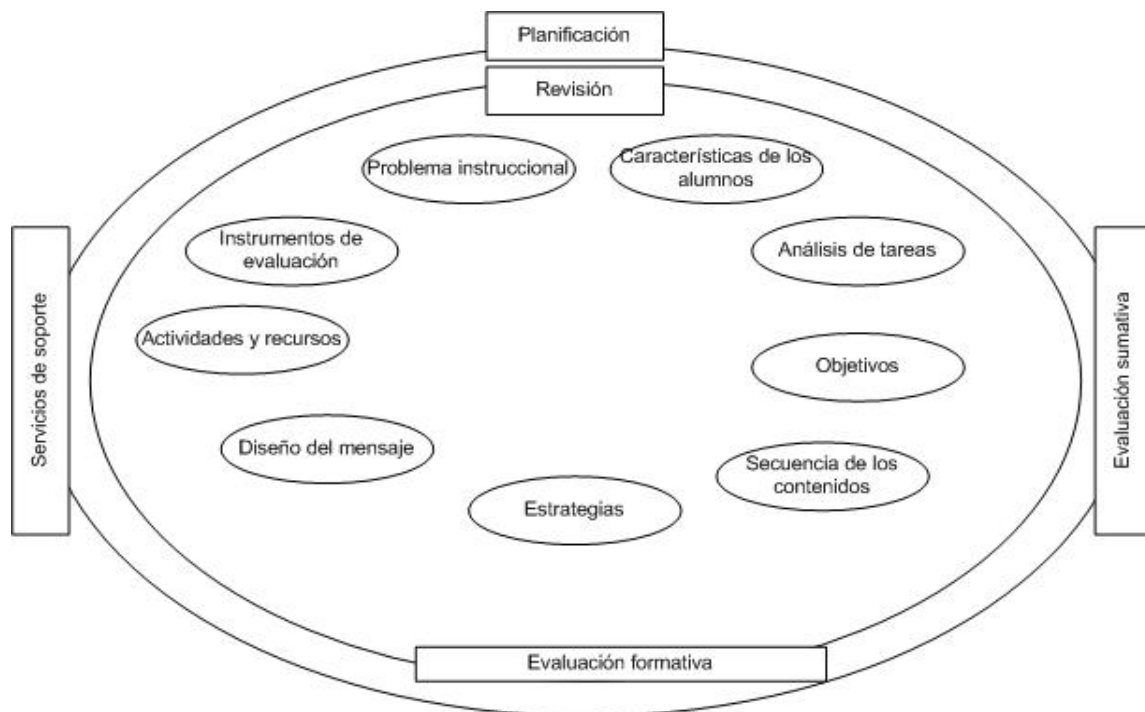 Planificación
Revisión
Problema instruccional
Características de los
alumnos
Instrumentos de
evaluación
Análisis de tareas
Servicios de soporte
Actividades y recursos
Objetivos
Evaluación sumativa
Diseño del mensaje
Secuencia de los
contenidos
Estrategias
Evaluación formativa